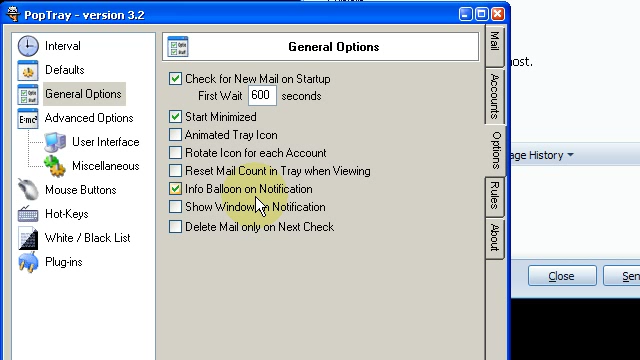 PopTray - version 3.2
Interval
Defaults
General Options
Advanced Options
User Interface
Miscellaneous
Mouse Buttons
Hot-Keys
White / Black List
Plug-ins
General Options
Check for New Mail on Startup
First Wait 600 seconds
Start Minimized
Animated Tray Icon
Rotate Icon for each Account
Reset Mail Count in Tray when Viewing
Info Balloon on Notification
Show Window on Notification
Delete Mail only on Next Check
Mail
Accounts
Options
Rules
About
ost.
age History
Close
Sen